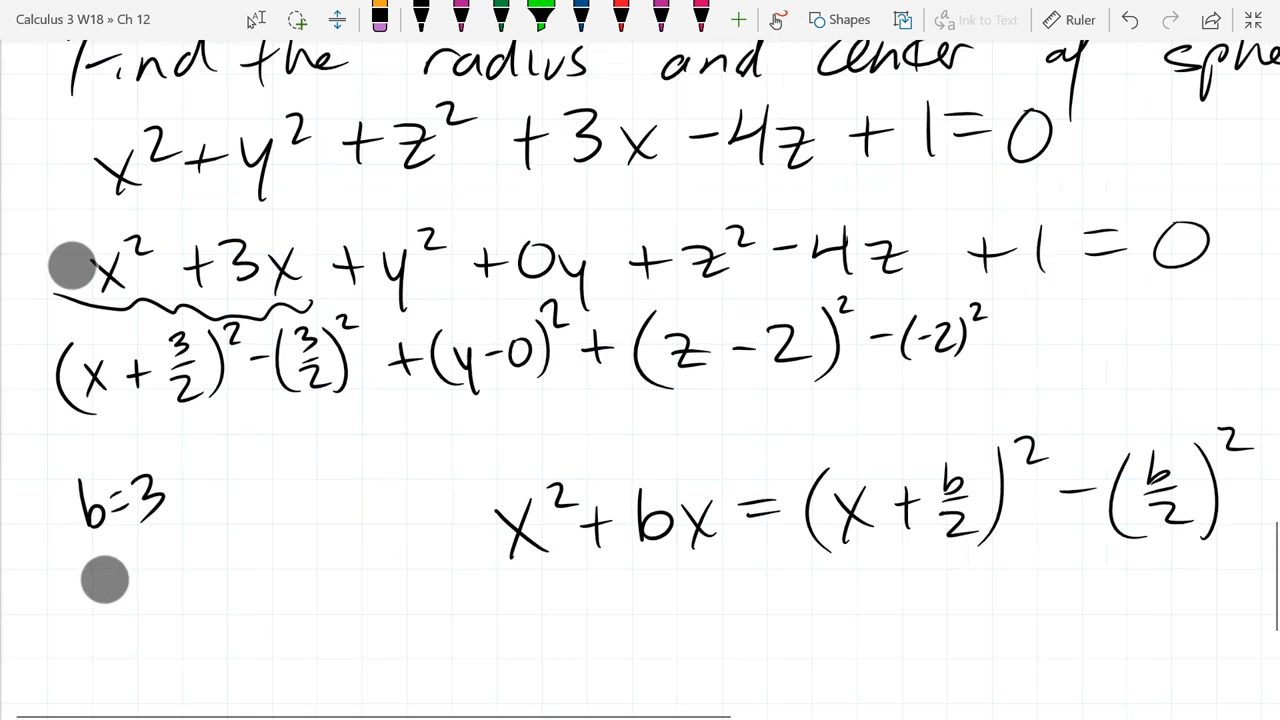 Calculus 3 W18 » Ch 12
Shapes
Ink to Text
Ruler
Find the radius and center of sphe
x² + y² + z² + 3x - 4z + 1 = 0
x² + 3x + y² + 0y + z² - 4z + 1 = 0
(x + 3/2)² - (3/2)² + (y - 0)² + (z - 2)² - (-2)²
b = 3
x² + bx = (x + b/2)² - (b/2)²